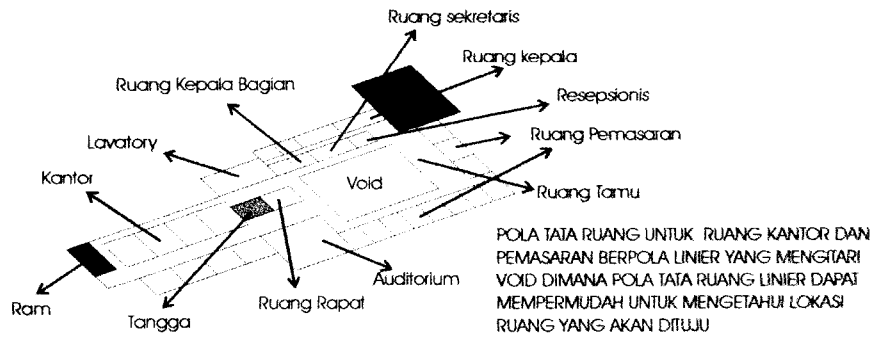 Ruang sekretaris
Ruang kepala
Ruang Kepala Bagian
Resepsionis
Ruang Pemasaran
Lavatory
Kantor
Void
Ruang Tamu
POLA TATA RUANG UNTUK RUANG KANTOR DAN
PEMASARAN BERPOLA LINIER YANG MENGITARI
VOID DIMANA POLA TATA RUANG LINIER DAPAT
MEMPERMUDAH UNTUK MENGETAHUI LOKASI
RUANG YANG AKAN DITUJU
Auditorium
Ruang Rapat
Ram
Tangga